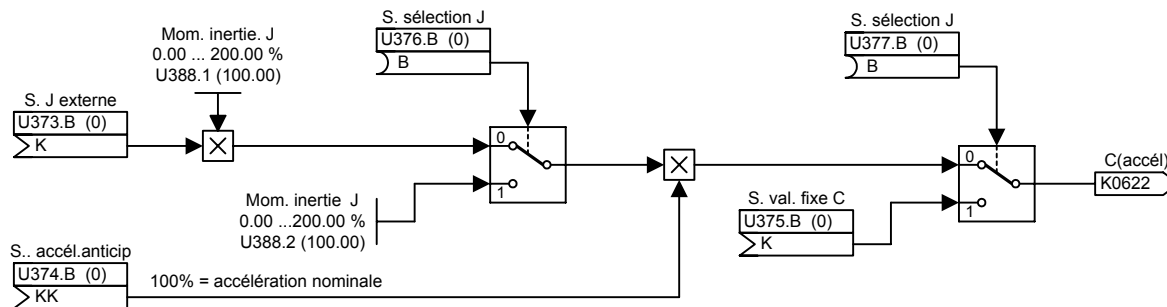 S. sélection J
U376.B (0)
B
S. sélection J
U377.B (0)
B
Mom. inertie. J
0.00 ... 200.00 %
U388.1 (100.00)
S. J externe
U373.B (0)
K
0
1
0
1
C(accél)
K0622
Mom. inertie J
0.00 ...200.00 %
U388.2 (100.00)
S. val. fixe C
U375.B (0)
K
S.. accél.anticip
U374.B (0)
KK
100% = accélération nominale